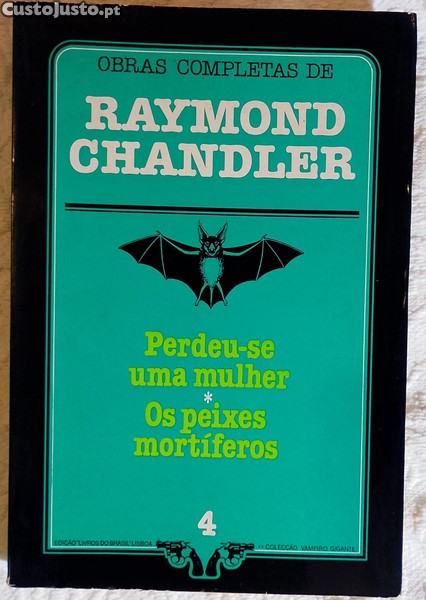 CustoJusto.pt
OBRAS COMPLETAS DE
RAYMOND
CHANDLER
Perdeu-se
uma mulher
*
Os peixes
mortíferos
4
EDIÇÃO "LIVROS DO BRASIL" LISBOA
** COLECÇÃO VAMPIRO GIGANTE